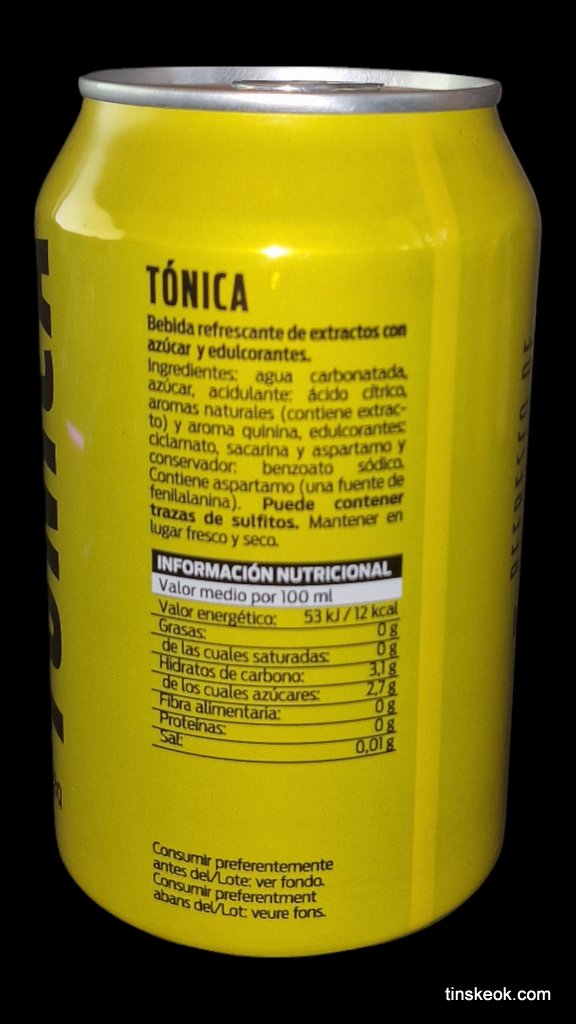 TÓNICA
Bebida refrescante de extractos con
azúcar y edulcorantes.
Ingredientes: agua carbonatada,
azúcar, acidulante: ácido cítrico,
aromas naturales (contiene extrac-
to) y aroma quinina, edulcorantes:
ciclamato, sacarina y aspartamo y
conservador: benzoato sódico.
Contiene aspartamo (una fuente de
fenilalanina). Puede contener
trazas de sulfitos. Mantener en
lugar fresco y seco.
INFORMACIÓN NUTRICIONAL
Valor medio por 100 ml
Valor energético: 53 kJ / 12 kcal
Grasas: 0 g
de las cuales saturadas: 0 g
Hidratos de carbono: 3,1 g
de los cuales azúcares: 2,7 g
Fibra alimentaria: 0 g
Proteínas: 0 g
Sal: 0,01 g
Consumir preferentemente
antes del/Lote: ver fondo.
Consumir preferentment
abans del/Lot: veure fons.
tinskeok.com